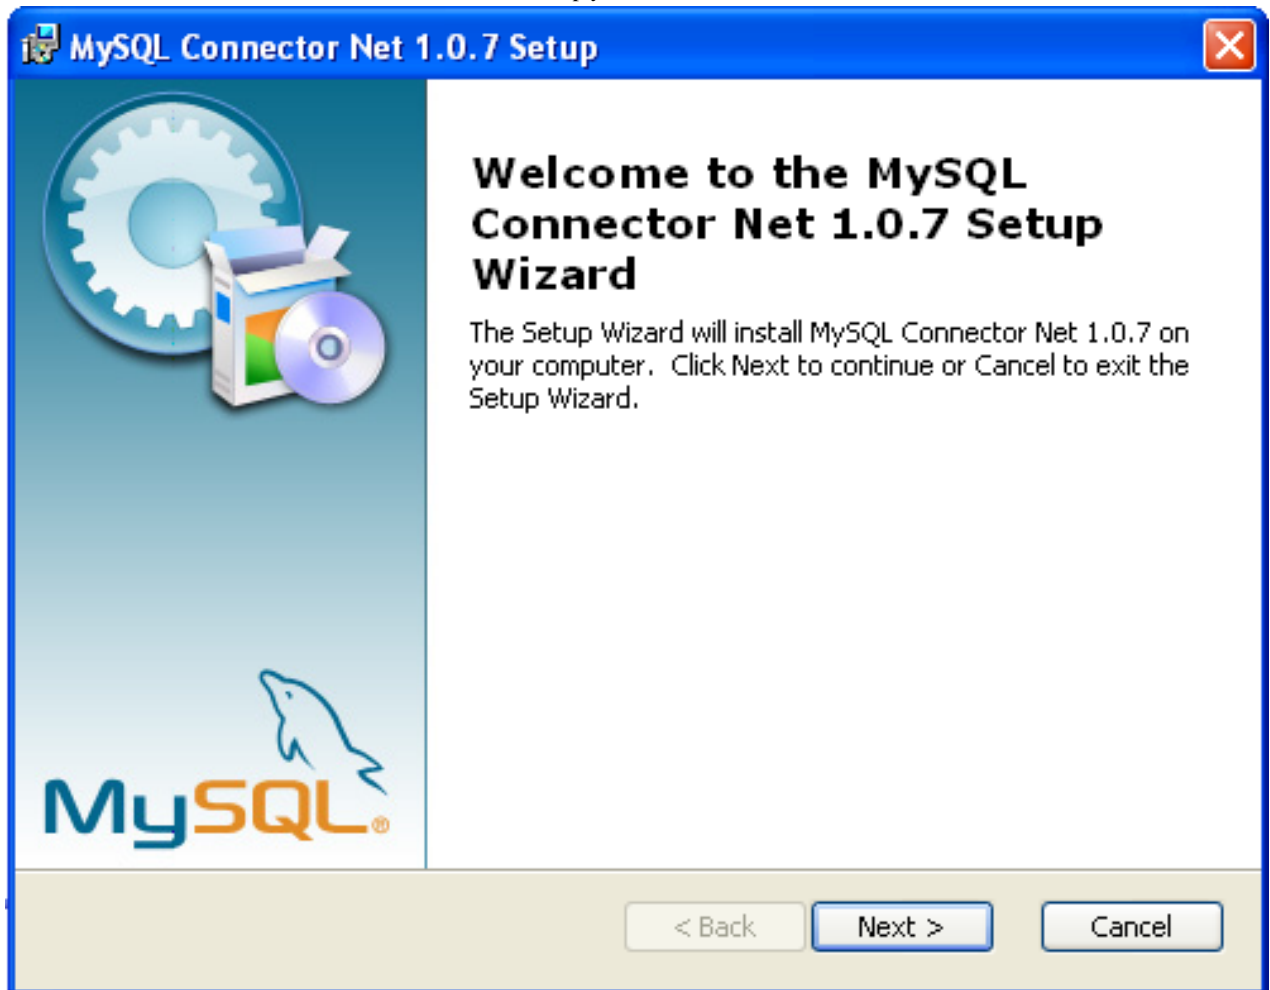 MySQL Connector Net 1.0.7 Setup
Welcome to the MySQL
Connector Net 1.0.7 Setup
Wizard
The Setup Wizard will install MySQL Connector Net 1.0.7 on
your computer.  Click Next to continue or Cancel to exit the
Setup Wizard.
MySQL®
< Back
Next >
Cancel